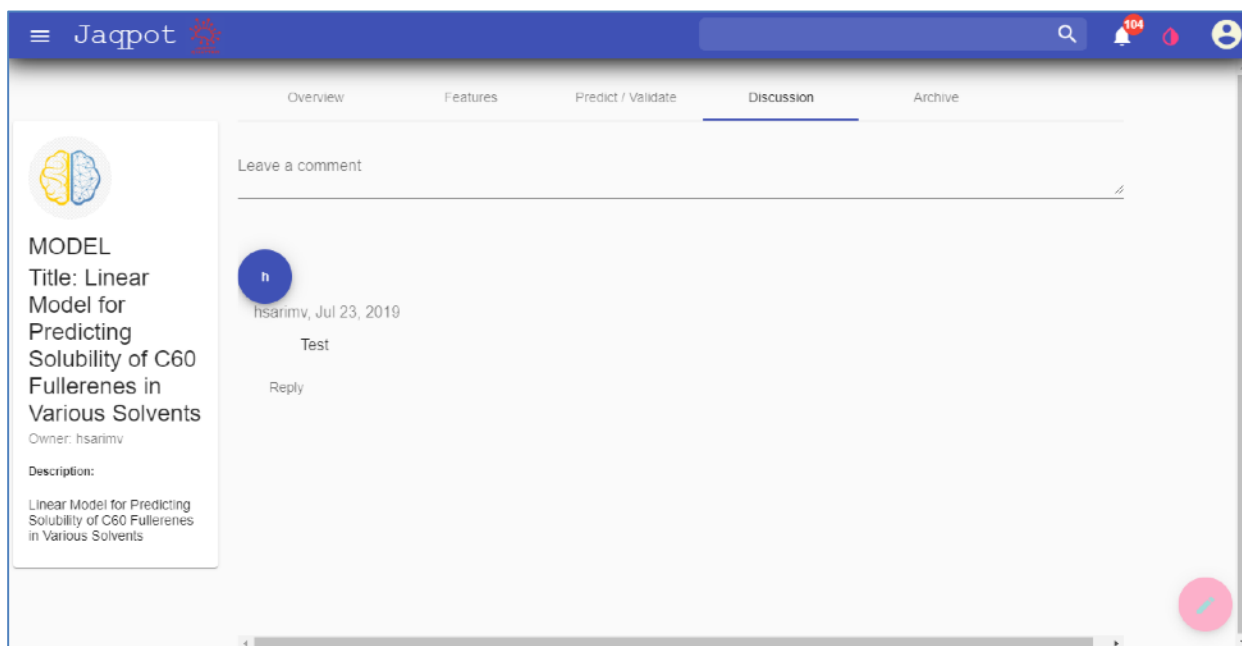 Jaqpot
104
Overview
Features
Predict / Validate
Discussion
Archive
Leave a comment
MODEL
Title: Linear
Model for
Predicting
Solubility of C60
Fullerenes in
Various Solvents
Owner: hsarimv
Description:
Linear Model for Predicting
Solubility of C60 Fullerenes
in Various Solvents
h
hsarimv, Jul 23, 2019
Test
Reply